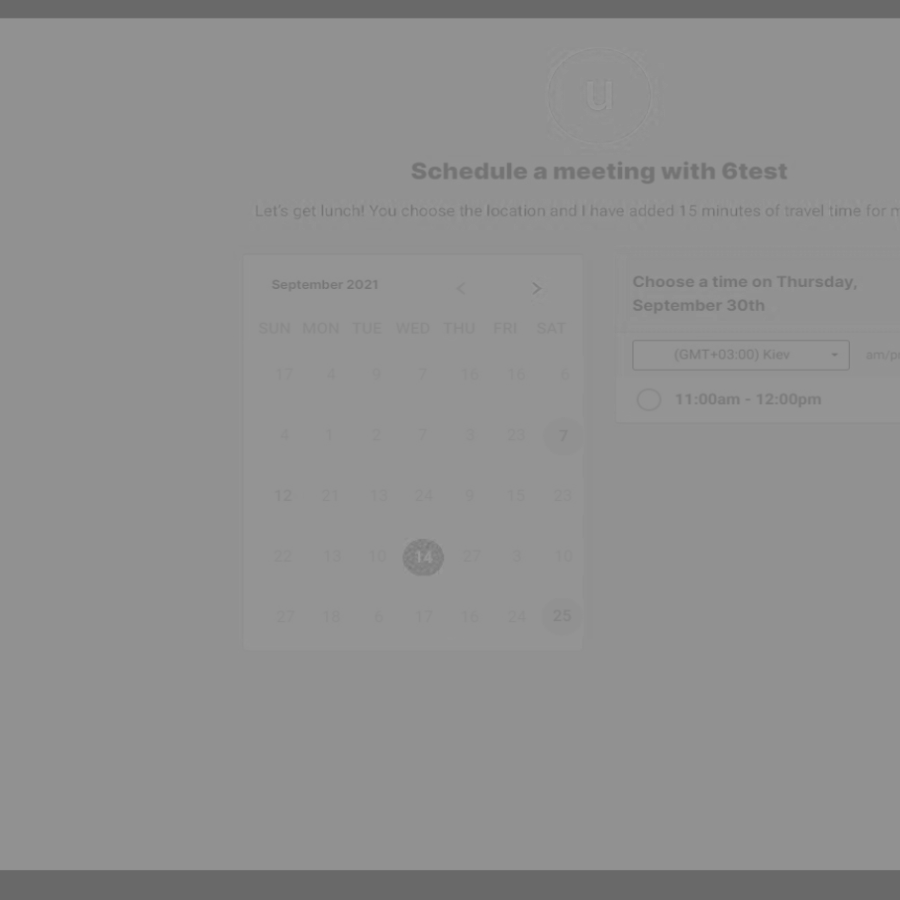 u
Schedule a meeting with 6test
Let's get lunch! You choose the location and I have added 15 minutes of travel time for
September 2021 < >
SUN MON TUE WED THU FRI SAT
17 4 9 7 16 18 6
4 1 2 7 3 23 7
12 21 13 24 9 15 23
22 13 10 14 27 3 10
27 18 6 17 16 24 25
Choose a time on Thursday,
September 30th
(GMT+03:00) Kiev
11:00am - 12:00pm